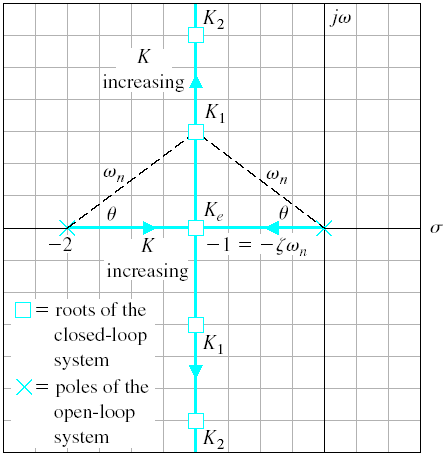 K₂
jω
K
increasing
K₁
ωₙ
ωₙ
θ
Kₑ
θ
σ
−2
K
−1 = −ζωₙ
increasing
= roots of the
closed-loop
system
K₁
= poles of the
open-loop
system
K₂